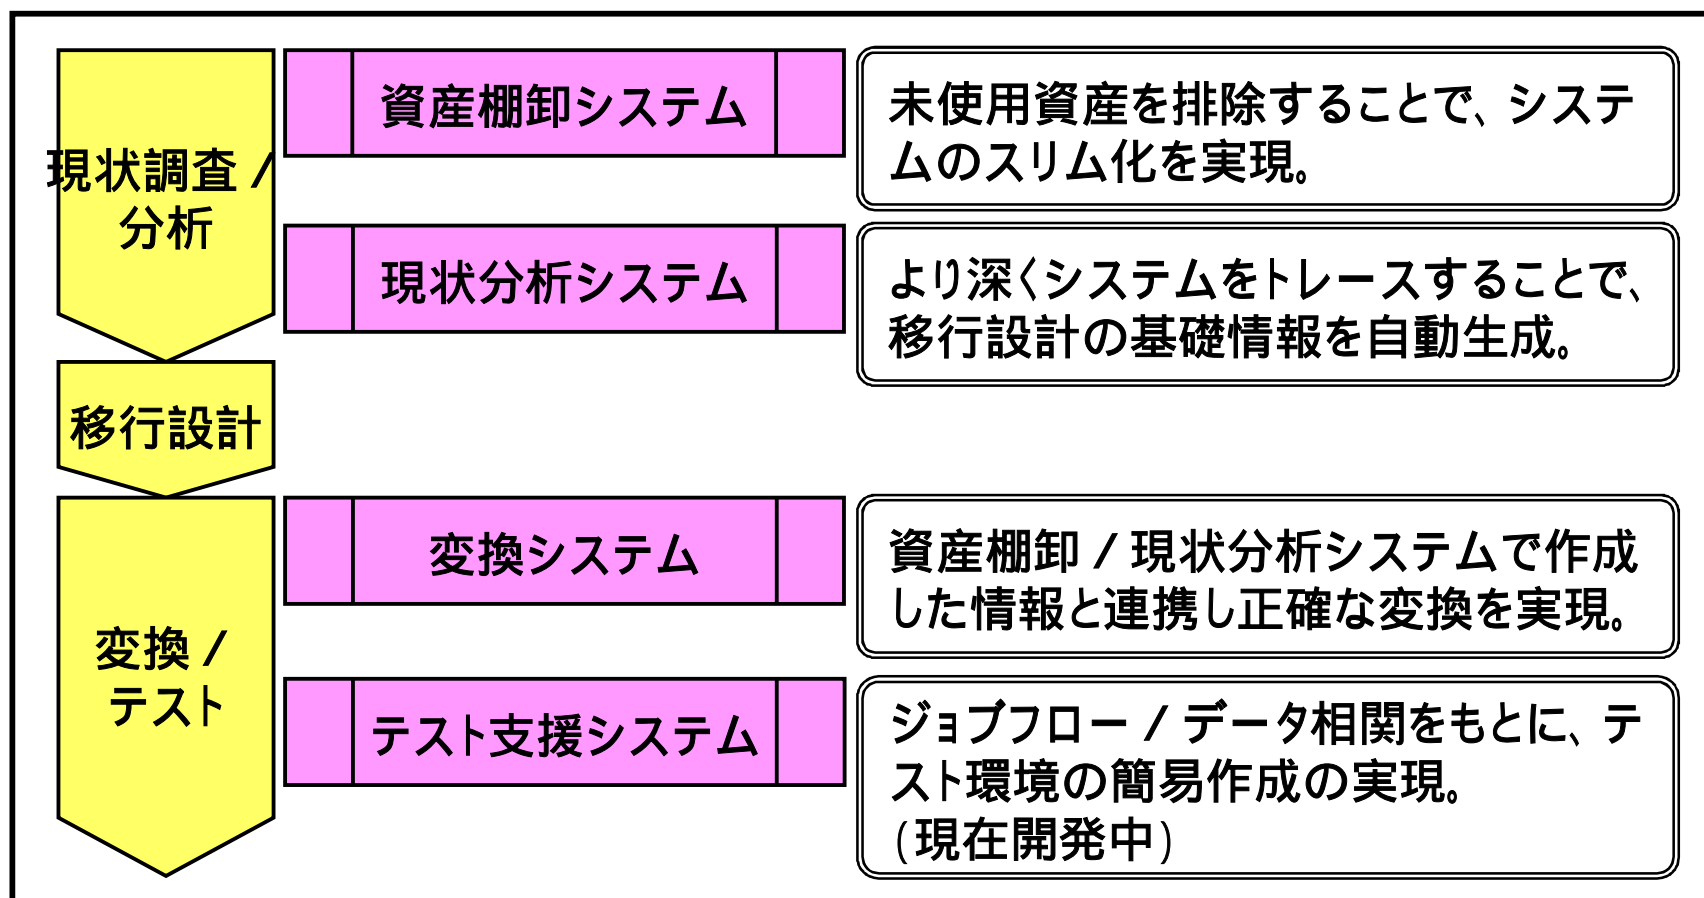 現状調査/
分析
資産棚卸システム
未使用資産を排除することで、システ
ムのスリム化を実現。
現状分析システム
より深くシステムをトレースすることで、
移行設計の基礎情報を自動生成。
移行設計
変換/
テスト
変換システム
資産棚卸/現状分析システムで作成
した情報と連携し正確な変換を実現。
テスト支援システム
ジョブフロー/データ相関をもとに、テ
スト環境の簡易作成の実現。
(現在開発中)